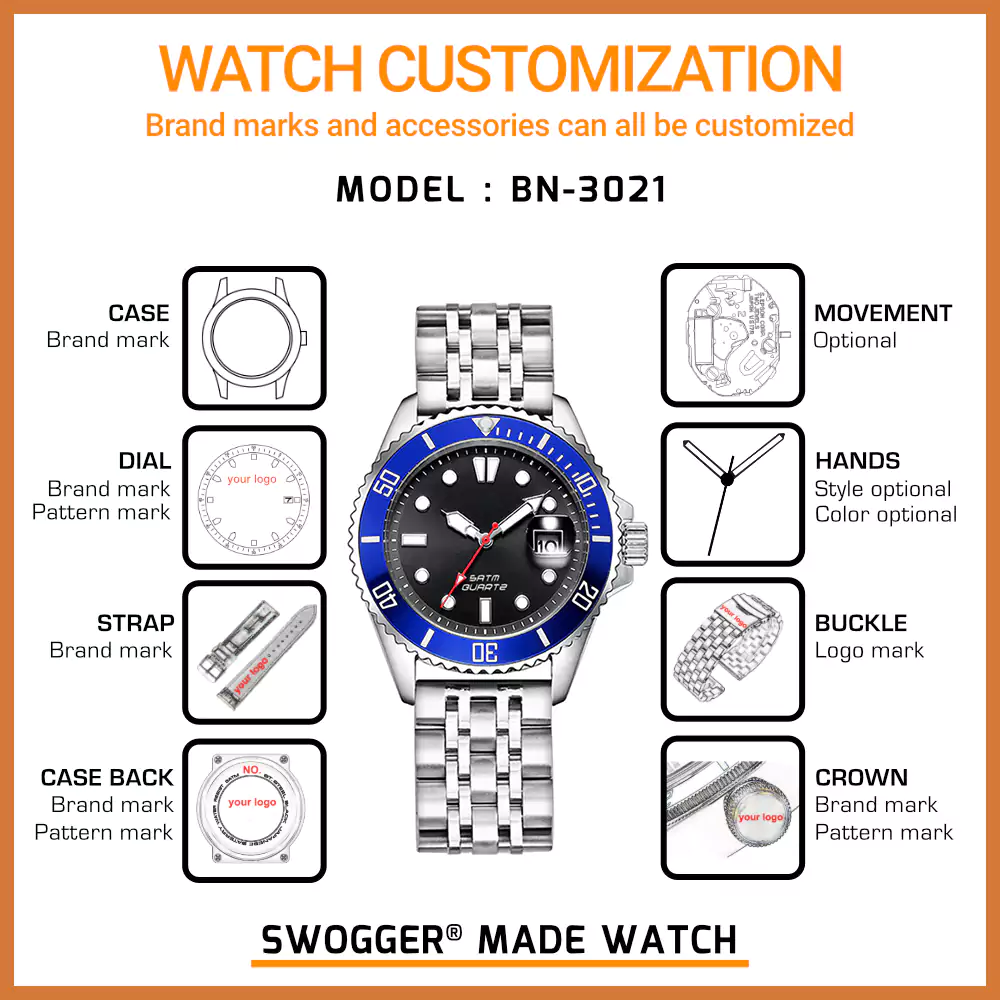 WATCH CUSTOMIZATION
Brand marks and accessories can all be customized
MODEL : BN-3021
CASE
Brand mark
DIAL
Brand mark
Pattern mark
your logo
7
STRAP
Brand mark
your logo
CASE BACK
Brand mark
Pattern mark
NO.
your logo
50
40
30
20
10
5ATM
QUARTZ
MOVEMENT
Optional
HANDS
Style optional
Color optional
BUCKLE
Logo mark
your logo
CROWN
Brand mark
Pattern mark
your logo
SWOGGER® MADE WATCH